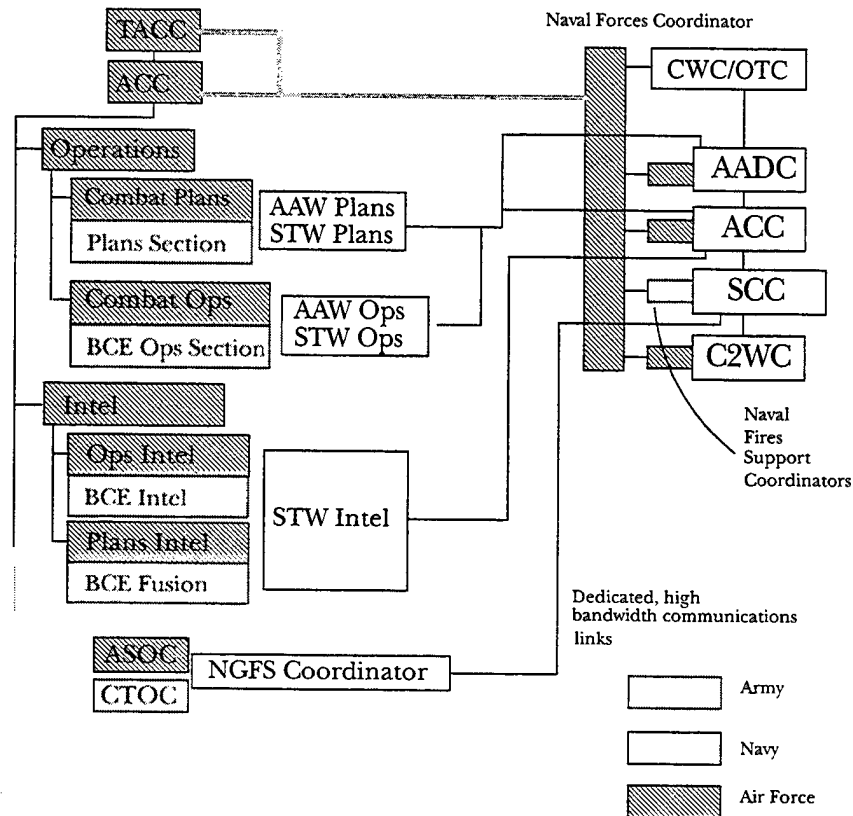 TACC
ACC
Operations
Combat Plans
Plans Section
AAW Plans
STW Plans
Combat Ops
BCE Ops Section
AAW Ops
STW Ops
Intel
Ops Intel
BCE Intel
Plans Intel
BCE Fusion
STW Intel
ASOC
CTOC
NGFS Coordinator
Naval Forces Coordinator
CWC/OTC
AADC
ACC
SCC
C2WC
Naval
Fires
Support
Coordinators
Dedicated, high
bandwidth communications
links
Army
Navy
Air Force